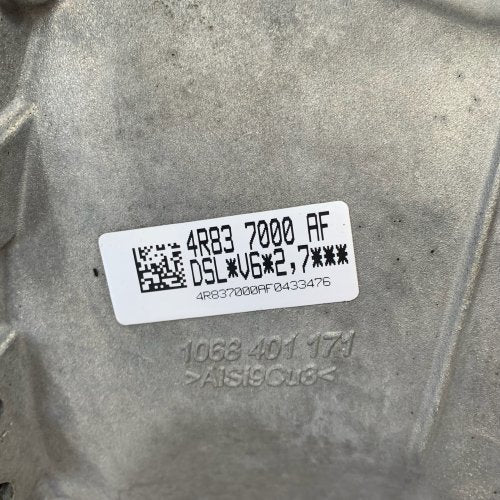 4R83 7000 AF
DSL*V6*2,7***
4R837000AF0433476
1068 401 171
>AlSi9Cu3<